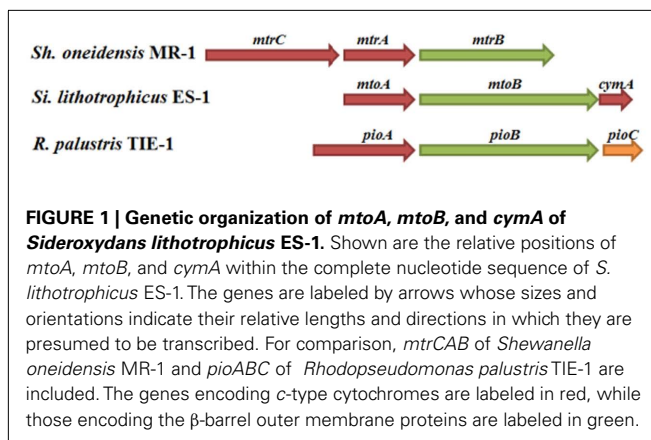 mtrC mtrA mtrB
Sh. oneidensis MR-1
mtoA mtoB cymA
Si. lithotrophicus ES-1
pioA pioB pioC
R. palustris TIE-1
FIGURE 1 | Genetic organization of mtoA, mtoB, and cymA of
Sideroxydans lithotrophicus ES-1. Shown are the relative positions of
mtoA, mtoB, and cymA within the complete nucleotide sequence of S.
lithotrophicus ES-1. The genes are labeled by arrows whose sizes and
orientations indicate their relative lengths and directions in which they are
presumed to be transcribed. For comparison, mtrCAB of Shewanella
oneidensis MR-1 and pioABC of Rhodopseudomonas palustris TIE-1 are
included. The genes encoding c-type cytochromes are labeled in red, while
those encoding the β-barrel outer membrane proteins are labeled in green.